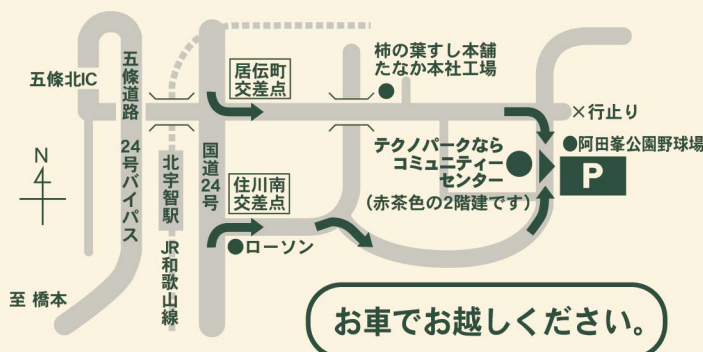 五條北IC
五條道路
24号バイパス
N
至 橋本
北宇智駅
JR和歌山線
国道24号
居伝町
交差点
住川南
交差点
●ローソン
柿の葉すし本舗
たなか本社工場
×行止り
●阿田峯公園野球場
テクノパークなら
コミュニティー
センター
(赤茶色の2階建です)
P
お車でお越しください。